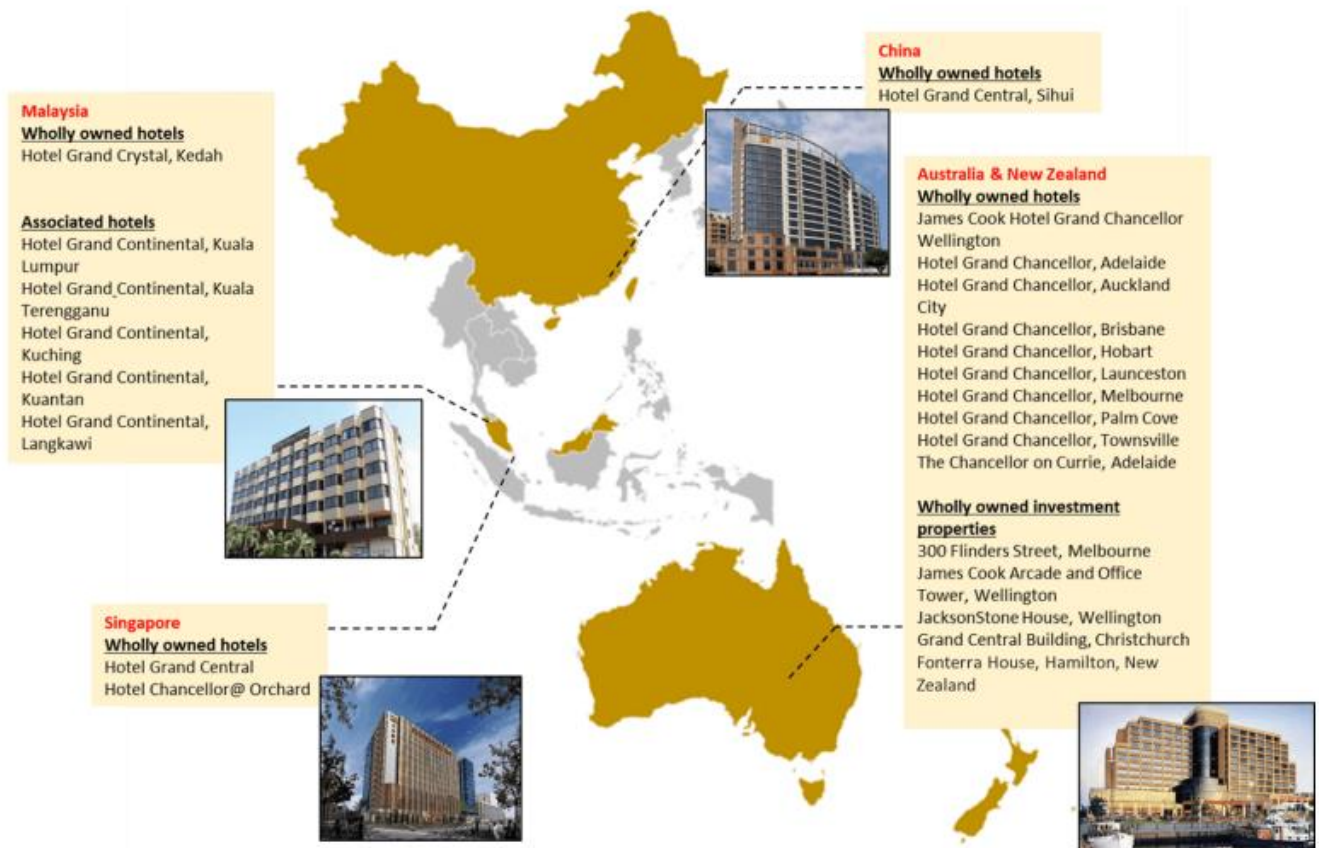 China
Wholly owned hotels
Hotel Grand Central, Sihui
Malaysia
Wholly owned hotels
Hotel Grand Crystal, Kedah
Associated hotels
Hotel Grand Continental, Kuala
Lumpur
Hotel Grand_Continental, Kuala
Terengganu
Hotel Grand Continental,
Kuching
Hotel Grand Continental,
Kuantan
Hotel Grand Continental,
Langkawi
Australia & New Zealand
Wholly owned hotels
James Cook Hotel Grand Chancellor
Wellington
Hotel Grand Chancellor, Adelaide
Hotel Grand Chancellor, Auckland
City
Hotel Grand Chancellor, Brisbane
Hotel Grand Chancellor, Hobart
Hotel Grand Chancellor, Launceston
Hotel Grand Chancellor, Melbourne
Hotel Grand Chancellor, Palm Cove
Hotel Grand Chancellor, Townsville
The Chancellor on Currie, Adelaide
Wholly owned investment
properties
300 Flinders Street, Melbourne
James Cook Arcade and Office
Tower, Wellington
JacksonStone House, Wellington
Grand Central Building, Christchurch
Fonterra House, Hamilton, New
Zealand
Singapore
Wholly owned hotels
Hotel Grand Central
Hotel Chancellor@ Orchard